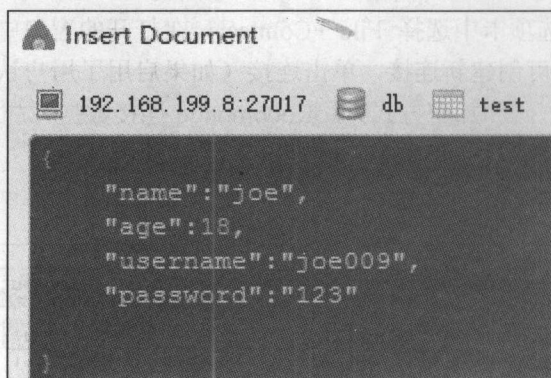 Insert Document
192.168.199.8:27017 db test
{
"name":"joe",
"age":18,
"username":"joe009",
"password":"123"
}